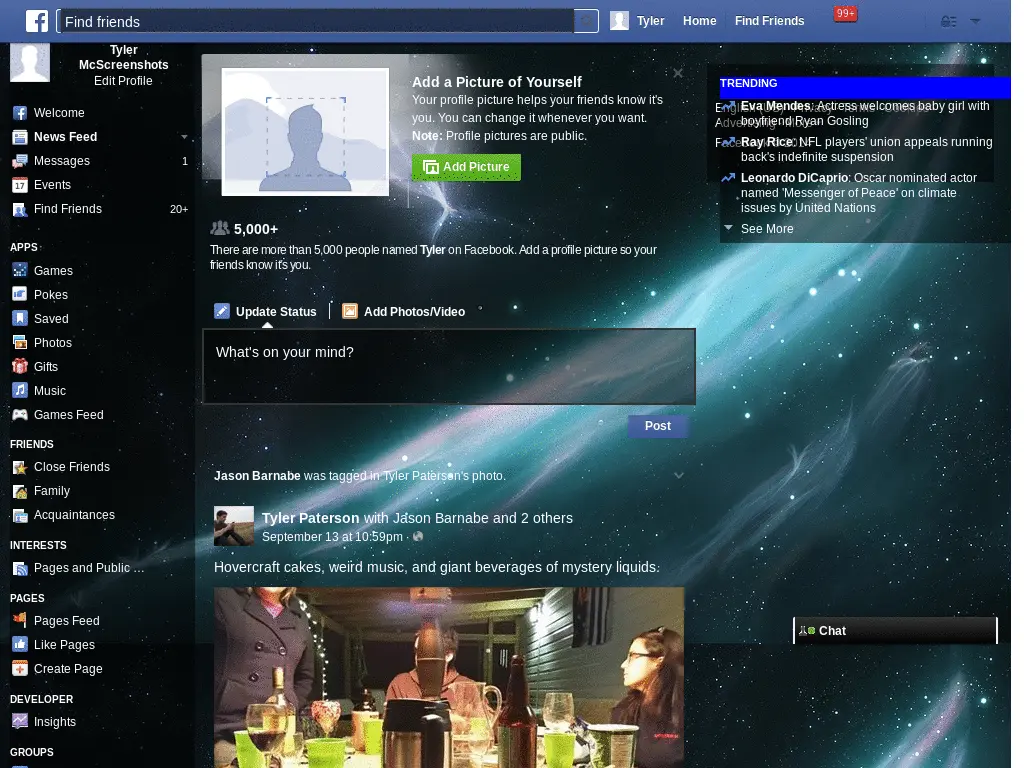 Find friends
Tyler
Home
Find Friends
99+
Tyler
McScreenshots
Edit Profile
Welcome
News Feed
Messages 1
Events
Find Friends 20+
APPS
Games
Pokes
Saved
Photos
Gifts
Music
Games Feed
FRIENDS
Close Friends
Family
Acquaintances
INTERESTS
Pages and Public ...
PAGES
Pages Feed
Like Pages
Create Page
DEVELOPER
Insights
GROUPS
Add a Picture of Yourself
Your profile picture helps your friends know it's
you. You can change it whenever you want.
Note: Profile pictures are public.
Add Picture
5,000+
There are more than 5,000 people named Tyler on Facebook. Add a profile picture so your
friends know it's you.
Update Status
Add Photos/Video
What's on your mind?
Post
Jason Barnabe was tagged in Tyler Paterson's photo.
Tyler Paterson with Jason Barnabe and 2 others
September 13 at 10:59pm ·
Hovercraft cakes, weird music, and giant beverages of mystery liquids.
TRENDING
Eva Mendes: Actress welcomes baby girl with
boyfriend Ryan Gosling
Ray Rice: NFL players' union appeals running
back's indefinite suspension
Leonardo DiCaprio: Oscar nominated actor
named 'Messenger of Peace' on climate
issues by United Nations
See More
Chat